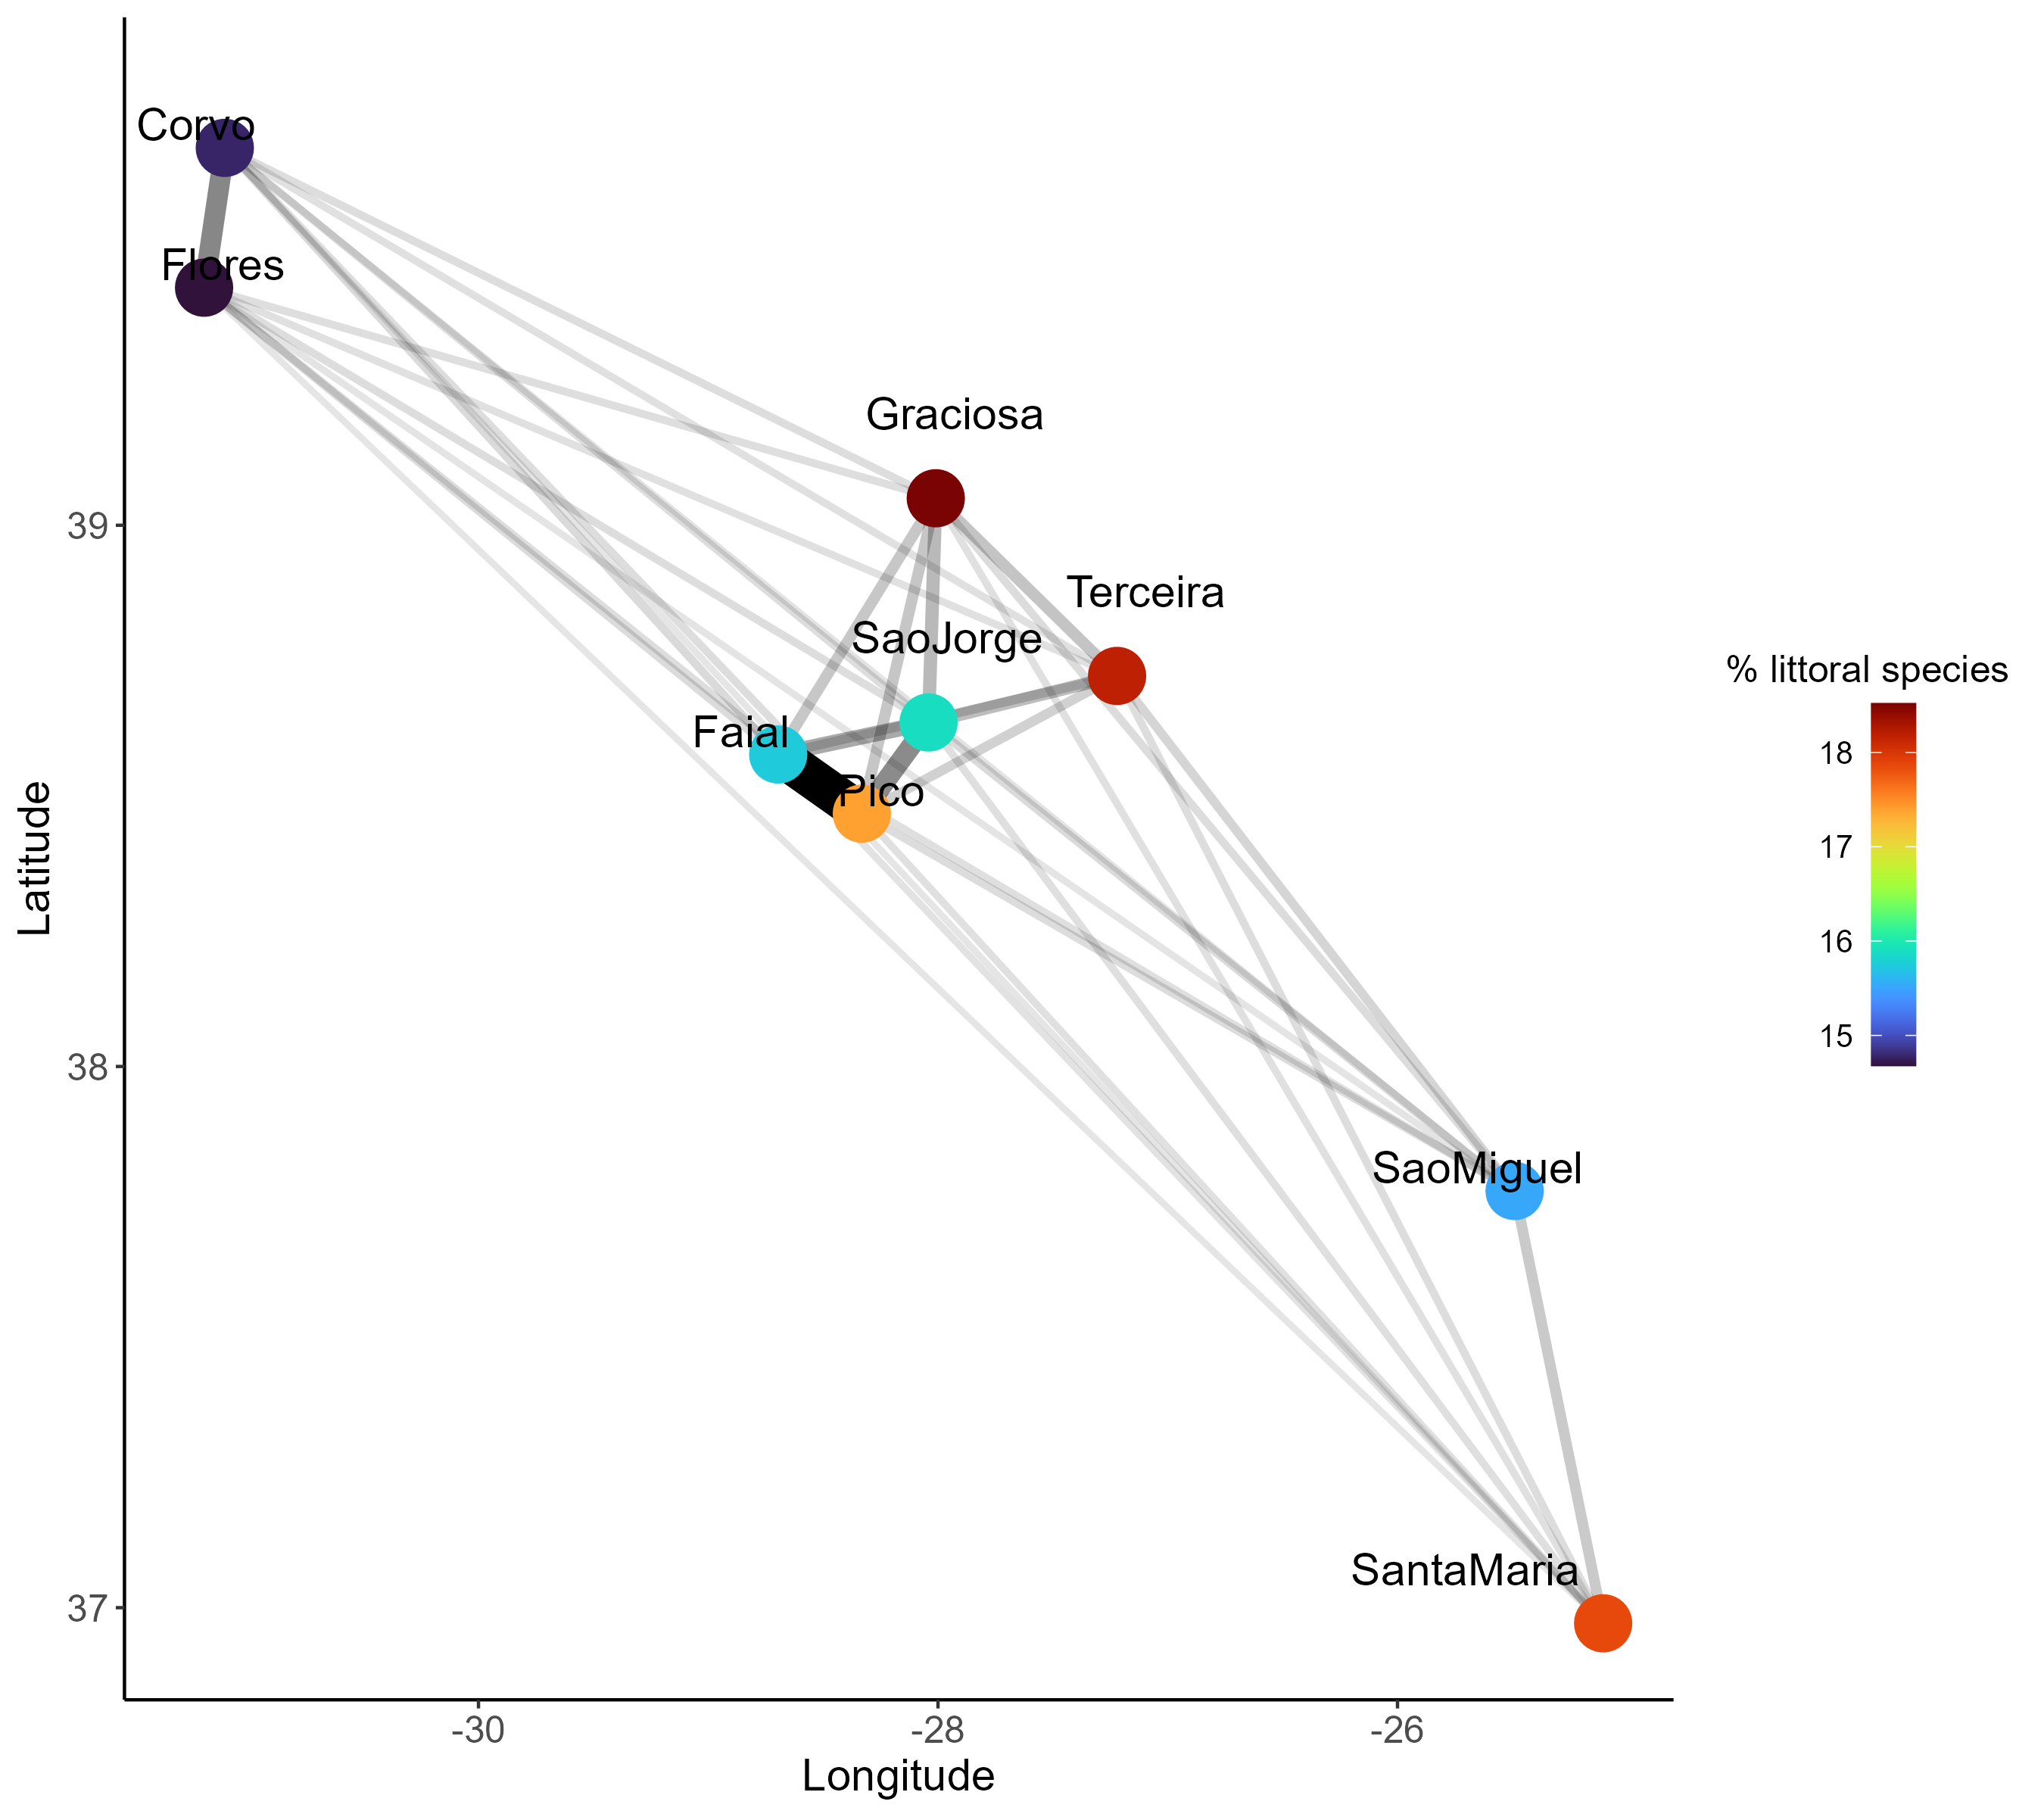 Corvo
Flores
Graciosa
Terceira
SaoJorge
Faial
Pico
SaoMiguel
SantaMaria
39
38
37
Latitude
-30
-28
-26
Longitude
% littoral species
18
17
16
15